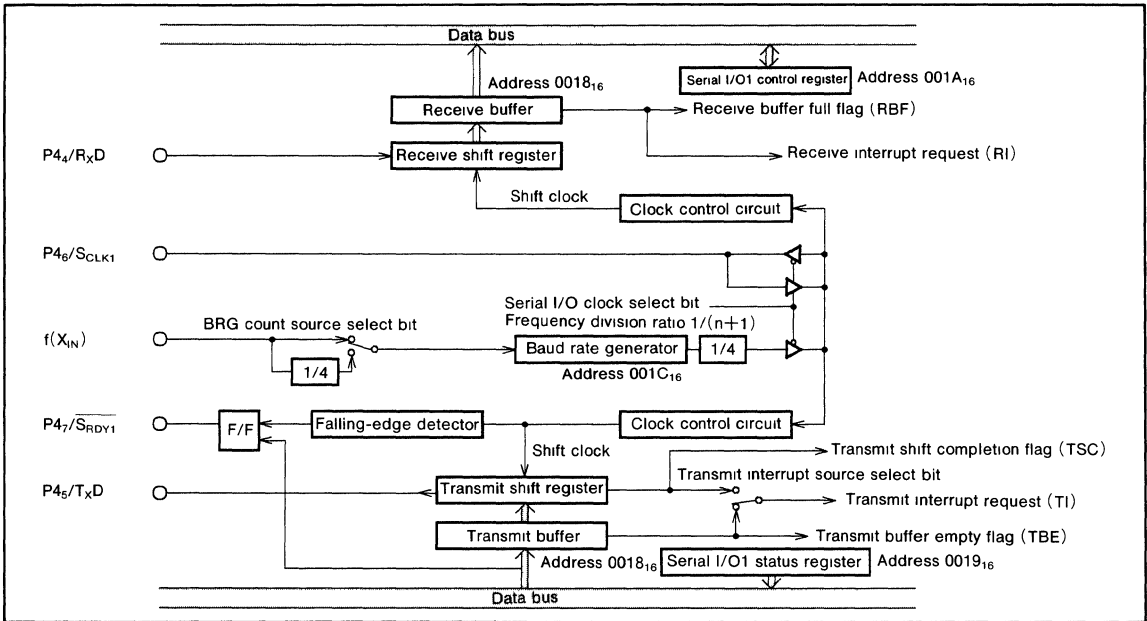 Data bus
Address 0018₁₆
Serial I/O1 control register
Address 001A₁₆
Receive buffer
Receive buffer full flag (RBF)
P4₄/RXD
Receive shift register
Receive interrupt request (RI)
Shift clock
Clock control circuit
P4₆/SCLK1
Serial I/O clock select bit
BRG count source select bit
Frequency division ratio 1/(n+1)
f(XIN)
1/4
Baud rate generator
1/4
Address 001C₁₆
P4₇/S̅R̅D̅Y̅1̅
F/F
Falling-edge detector
Clock control circuit
Shift clock
Transmit shift completion flag (TSC)
Transmit interrupt source select bit
P4₅/TXD
Transmit shift register
Transmit interrupt request (TI)
Transmit buffer
Transmit buffer empty flag (TBE)
Address 0018₁₆
Serial I/O1 status register
Address 0019₁₆
Data bus